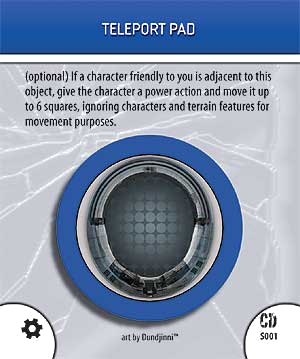 TELEPORT PAD
(optional) If a character friendly to you is adjacent to this
object, give the character a power action and move it up
to 6 squares, ignoring characters and terrain features for
movement purposes.
CD
S001
art by Dundjinni™